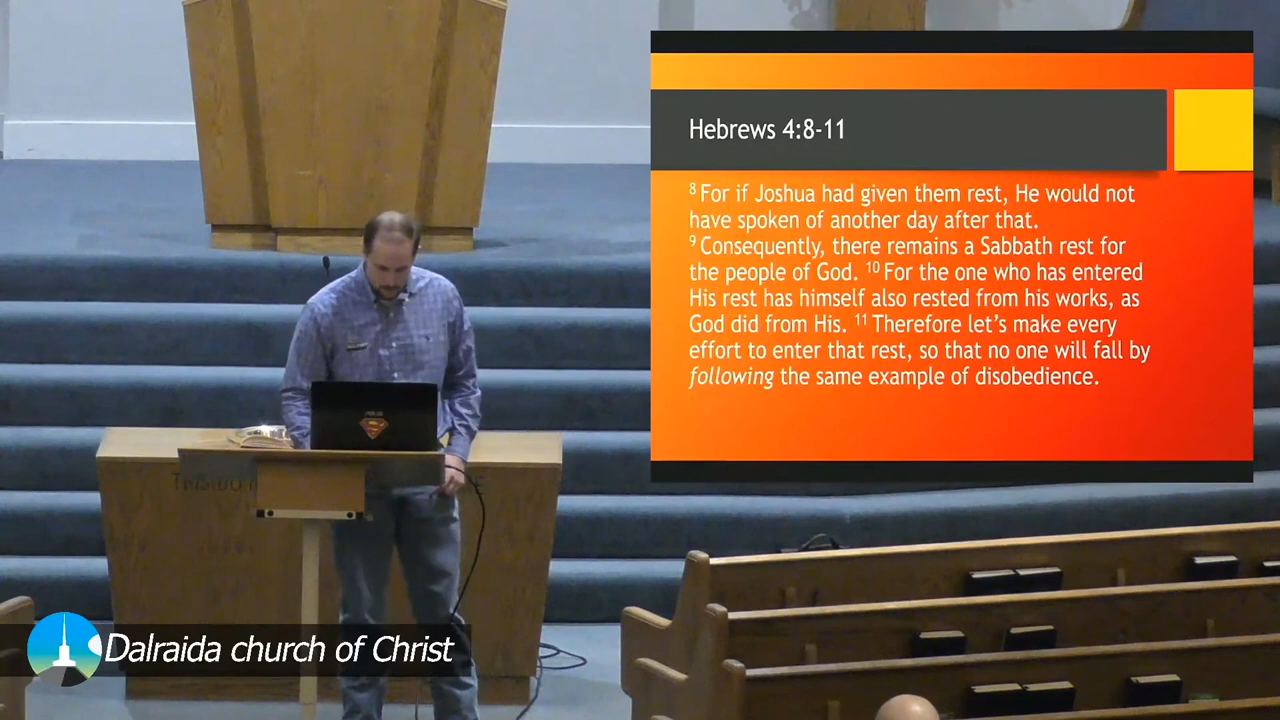 Hebrews 4:8-11
⁸ For if Joshua had given them rest, He would not
have spoken of another day after that.
⁹ Consequently, there remains a Sabbath rest for
the people of God. ¹⁰ For the one who has entered
His rest has himself also rested from his works, as
God did from His. ¹¹ Therefore let’s make every
effort to enter that rest, so that no one will fall by
following the same example of disobedience.
Dalraida church of Christ